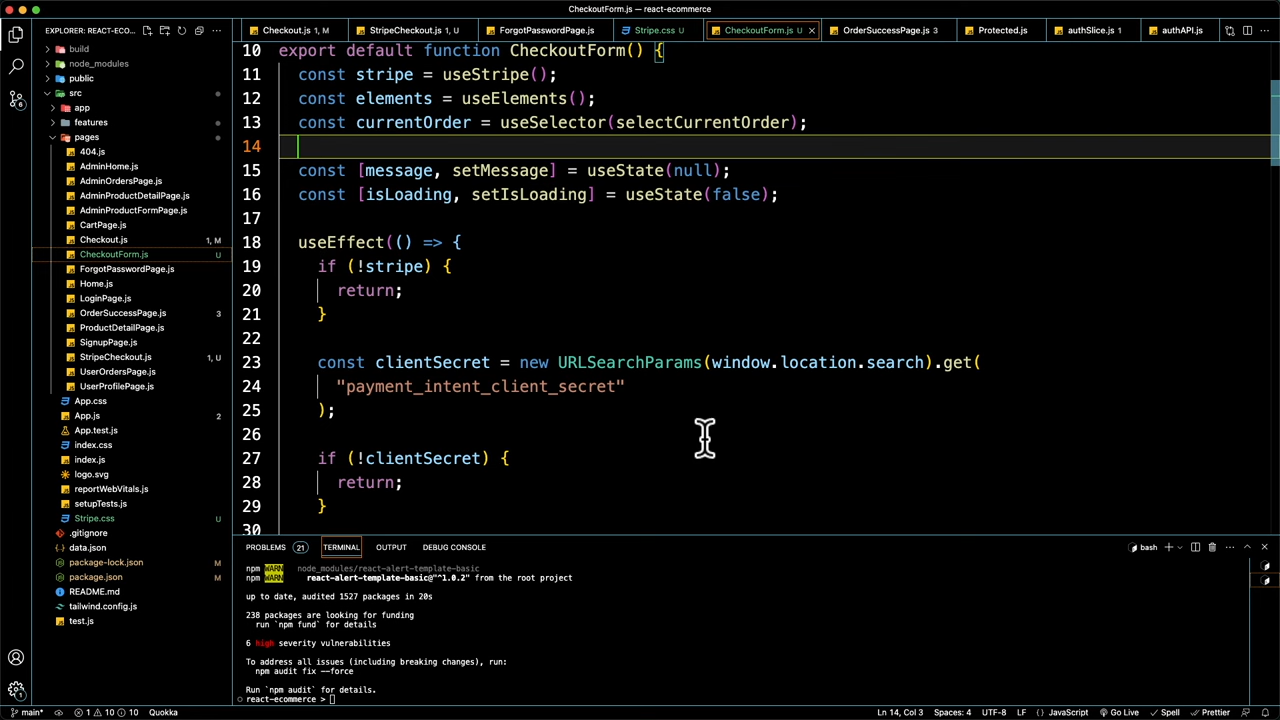 CheckoutForm.js — react-ecommerce
EXPLORER: REACT-ECO...
build
node_modules
public
src
app
features
pages
404.js
AdminHome.js
AdminOrdersPage.js
AdminProductDetailPage.js
AdminProductFormPage.js
CartPage.js
Checkout.js 1, M
CheckoutForm.js U
ForgotPasswordPage.js
Home.js
LoginPage.js
OrderSuccessPage.js 3
ProductDetailPage.js
SignupPage.js
StripeCheckout.js 1, U
UserOrdersPage.js
UserProfilePage.js
App.css
App.js 2
App.test.js
index.css
index.js
logo.svg
reportWebVitals.js
setupTests.js
Stripe.css U
.gitignore
data.json
package-lock.json M
package.json M
README.md
tailwind.config.js
test.js
Checkout.js 1, M StripeCheckout.js 1, U ForgotPasswordPage.js Stripe.css U CheckoutForm.js U OrderSuccessPage.js 3 Protected.js authSlice.js 1 authAPI.js
10 export default function CheckoutForm() {
11 const stripe = useStripe();
12 const elements = useElements();
13 const currentOrder = useSelector(selectCurrentOrder);
14
15 const [message, setMessage] = useState(null);
16 const [isLoading, setIsLoading] = useState(false);
17
18 useEffect(() => {
19 if (!stripe) {
20 return;
21 }
22
23 const clientSecret = new URLSearchParams(window.location.search).get(
24 "payment_intent_client_secret"
25 );
26
27 if (!clientSecret) {
28 return;
29 }
30
PROBLEMS 21 TERMINAL OUTPUT DEBUG CONSOLE bash
npm WARN node_modules/react-alert-template-basic
npm WARN react-alert-template-basic@"^1.0.2" from the root project
up to date, audited 1527 packages in 20s
238 packages are looking for funding
run `npm fund` for details
6 high severity vulnerabilities
To address all issues (including breaking changes), run:
npm audit fix --force
Run `npm audit` for details.
react-ecommerce >
main* 1 10 10 Quokka Ln 14, Col 3 Spaces: 4 UTF-8 LF { } JavaScript Go Live Spell Prettier